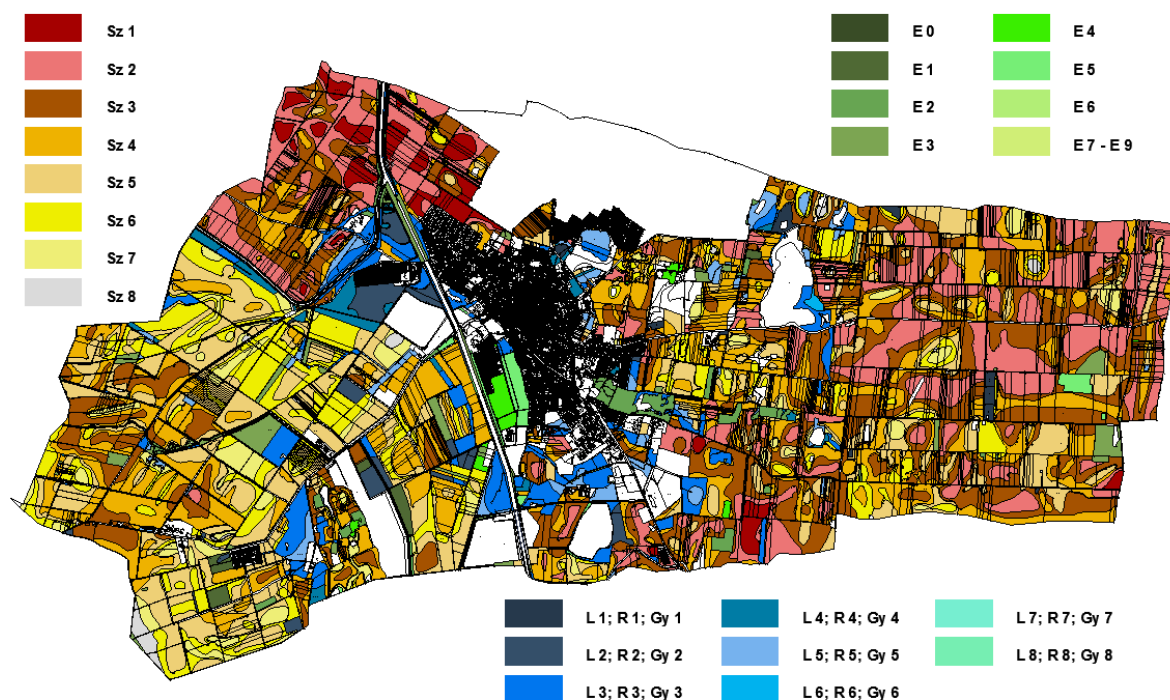 Sz 1
Sz 2
Sz 3
Sz 4
Sz 5
Sz 6
Sz 7
Sz 8
E 0
E 1
E 2
E 3
E 4
E 5
E 6
E 7 - E 9
L 1; R 1; Gy 1
L 2; R 2; Gy 2
L 3; R 3; Gy 3
L 4; R 4; Gy 4
L 5; R 5; Gy 5
L 6; R 6; Gy 6
L 7; R 7; Gy 7
L 8; R 8; Gy 8